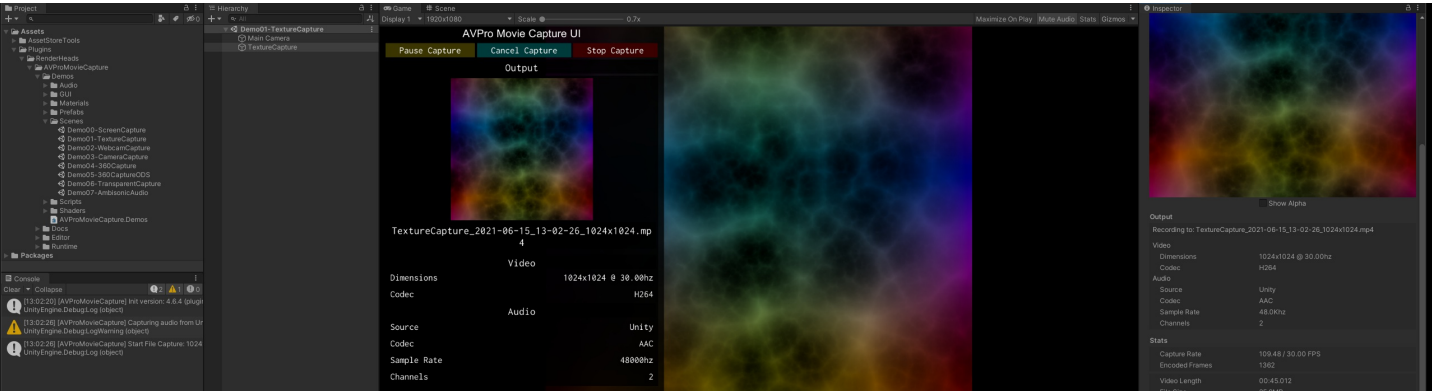 Project
All
Assets
AssetStoreTools
Plugins
RenderHeads
AVProMovieCapture
Demos
Audio
GUI
Materials
Prefabs
Scenes
Demo00-ScreenCapture
Demo01-TextureCapture
Demo02-WebcamCapture
Demo03-CameraCapture
Demo04-360Capture
Demo05-360CaptureODS
Demo06-TransparentCapture
Demo07-AmbisonicAudio
Scripts
Shaders
AVProMovieCapture.Demos
Docs
Editor
Runtime
Packages
Console
Clear Collapse 2 1 0
[13:02:20] [AVProMovieCapture] Init version: 4.6.4 (plugi
UnityEngine.Debug:Log (object)
[13:02:26] [AVProMovieCapture] Capturing audio from Un
UnityEngine.Debug:LogWarning (object)
[13:02:26] [AVProMovieCapture] Start File Capture: 1024
UnityEngine.Debug:Log (object)
Hierarchy
All
Demo01-TextureCapture
Main Camera
TextureCapture
Game Scene
Display 1 1920x1080 Scale 0.7x Maximize On Play Mute Audio Stats Gizmos
AVPro Movie Capture UI
Pause Capture Cancel Capture Stop Capture
Output
TextureCapture_2021-06-15_13-02-26_1024x1024.mp
4
Video
Dimensions 1024x1024 @ 30.00hz
Codec H264
Audio
Source Unity
Codec AAC
Sample Rate 48000hz
Channels 2
Inspector
Show Alpha
Output
Recording to: TextureCapture_2021-06-15_13-02-26_1024x1024.mp4
Video
Dimensions 1024x1024 @ 30.00hz
Codec H264
Audio
Source Unity
Codec AAC
Sample Rate 48.0Khz
Channels 2
Stats
Capture Rate 109.48 / 30.00 FPS
Encoded Frames 1362
Video Length 00:45.012